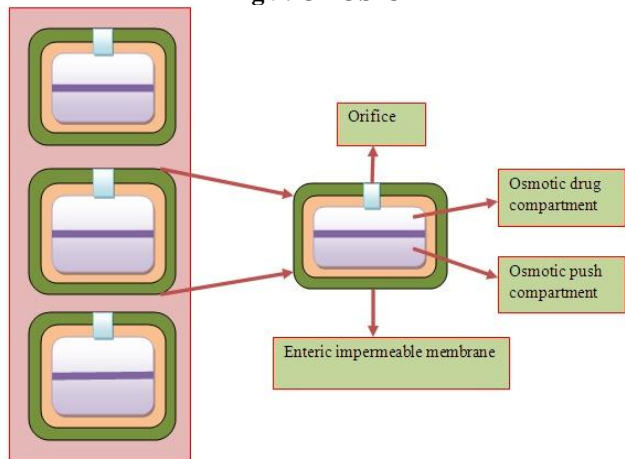 Orifice
Osmotic drug
compartment
Osmotic push
compartment
Enteric impermeable membrane